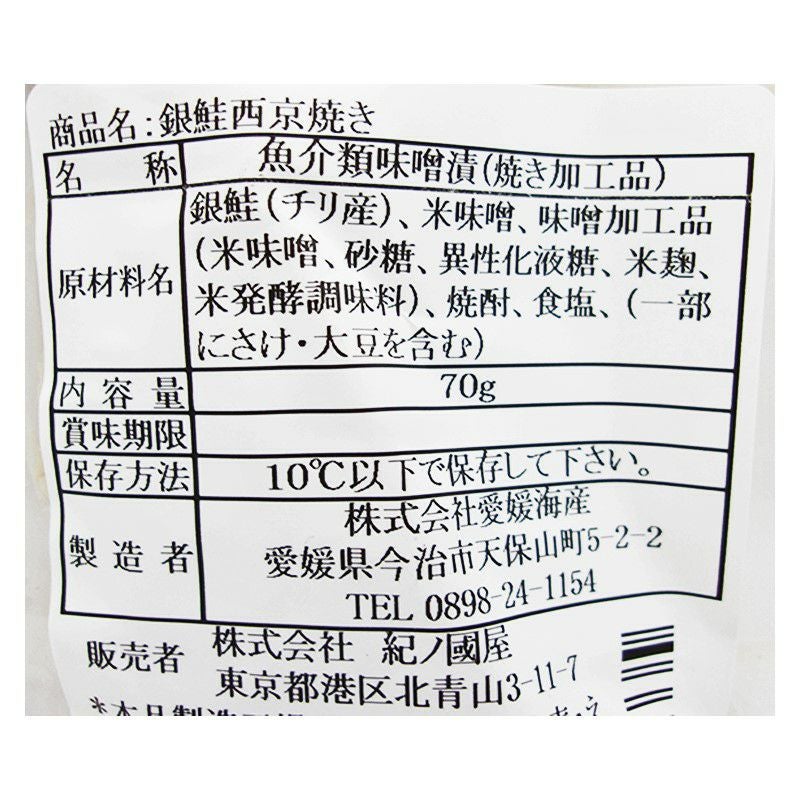 商品名：銀鮭西京焼き
名称 魚介類味噌漬(焼き加工品)
銀鮭(チリ産)、米味噌、味噌加工品
(米味噌、砂糖、異性化液糖、米麹、
原材料名 米発酵調味料)、焼酎、食塩、(一部
にさけ・大豆を含む)
内容量 70g
賞味期限
保存方法 10℃以下で保存して下さい。
株式会社愛媛海産
製造者 愛媛県今治市天保山町5-2-2
TEL 0898-24-1154
販売者 株式会社 紀ノ國屋
東京都港区北青山3-11-7
*本品製造